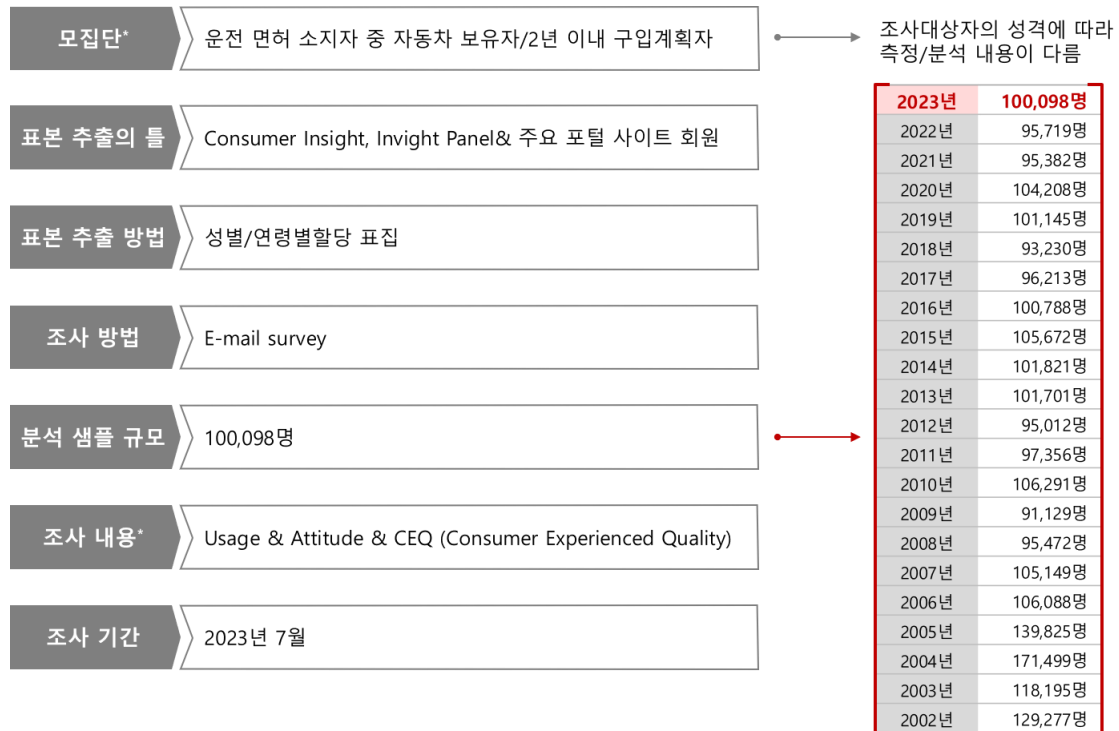 모집단*
운전 면허 소지자 중 자동차 보유자/2년 이내 구입계획자
조사대상자의 성격에 따라
측정/분석 내용이 다름
표본 추출의 틀
Consumer Insight, Invight Panel& 주요 포털 사이트 회원
표본 추출 방법
성별/연령별할당 표집
조사 방법
E-mail survey
분석 샘플 규모
100,098명
조사 내용*
Usage & Attitude & CEQ (Consumer Experienced Quality)
조사 기간
2023년 7월
2023년 100,098명
2022년 95,719명
2021년 95,382명
2020년 104,208명
2019년 101,145명
2018년 93,230명
2017년 96,213명
2016년 100,788명
2015년 105,672명
2014년 101,821명
2013년 101,701명
2012년 95,012명
2011년 97,356명
2010년 106,291명
2009년 91,129명
2008년 95,472명
2007년 105,149명
2006년 106,088명
2005년 139,825명
2004년 171,499명
2003년 118,195명
2002년 129,277명